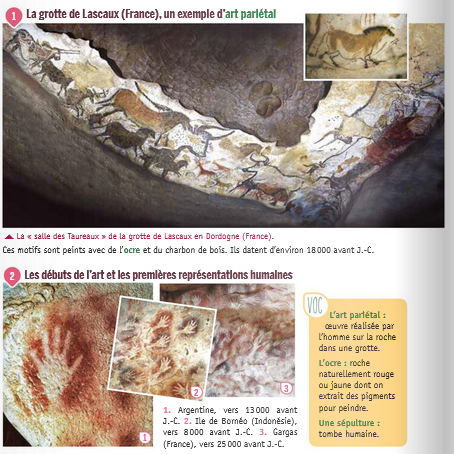 1 La grotte de Lascaux (France), un exemple d'art pariétal
La « salle des Taureaux » de la grotte de Lascaux en Dordogne (France).
Ces motifs sont peints avec de l'ocre et du charbon de bois. Ils datent d'environ 18 000 avant J.-C.
2 Les débuts de l'art et les premières représentations humaines
1
2
3
1. Argentine, vers 13 000 avant
J.-C. 2. Ile de Bornéo (Indonésie),
vers 8 000 avant J.-C. 3. Gargas
(France), vers 25 000 avant J.-C.
VOC
L'art pariétal :
œuvre réalisée par
l'homme sur la roche
dans une grotte.
L'ocre : roche
naturellement rouge
ou jaune dont on
extrait des pigments
pour peindre.
Une sépulture :
tombe humaine.